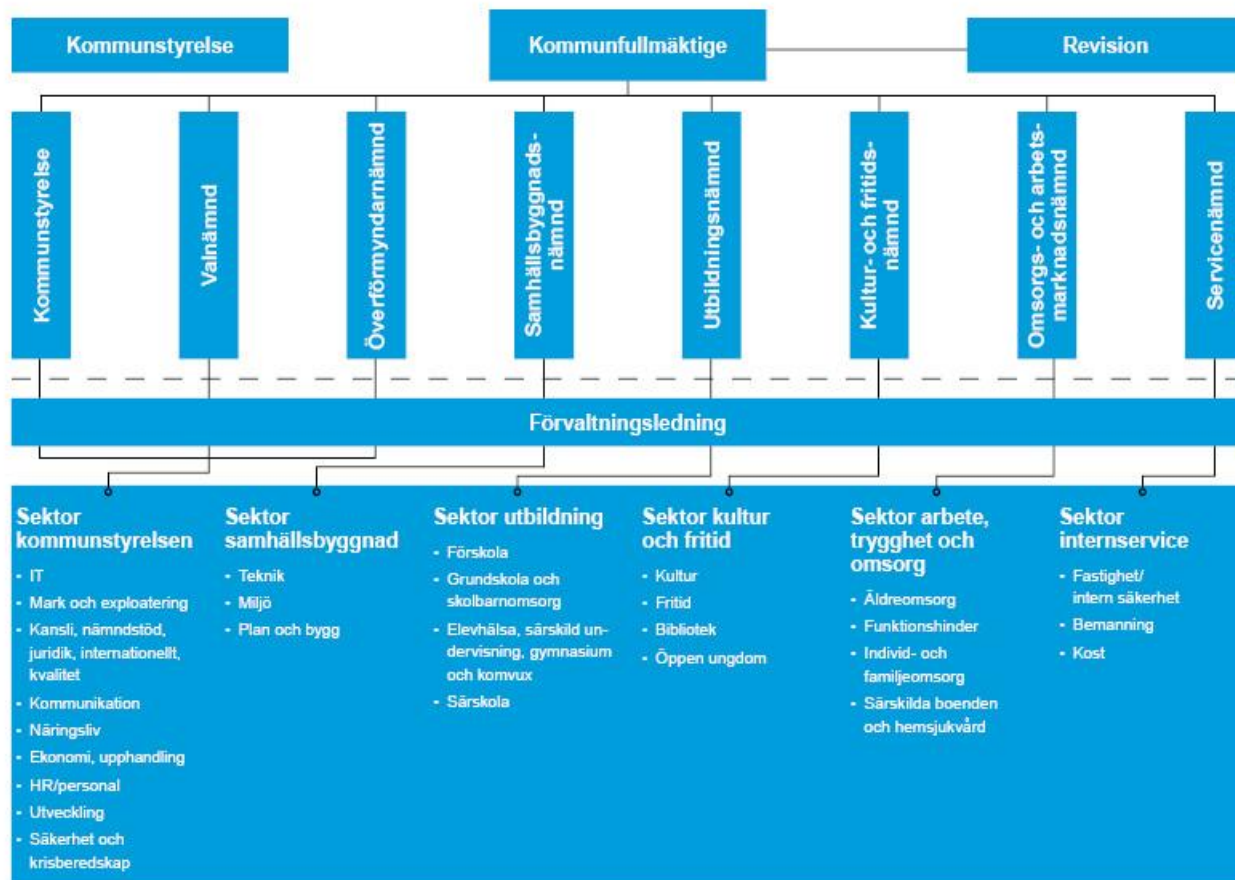 Kommunstyrelse
Kommunfullmäktige
Revision
Kommunstyrelse
Valnämnd
Överförmyndarnämnd
Samhällsbyggnads-
nämnd
Utbildningsnämnd
Kultur- och fritids-
nämnd
Omsorgs- och arbets-
marknadsnämnd
Servicenämnd
Förvaltningsledning
Sektor
kommunstyrelsen
- IT
- Mark och exploatering
- Kansli, nämndstöd,
juridik, internationellt,
kvalitet
- Kommunikation
- Näringsliv
- Ekonomi, upphandling
- HR/personal
- Utveckling
- Säkerhet och
krisberedskap
Sektor
samhällsbyggnad
- Teknik
- Miljö
- Plan och bygg
Sektor utbildning
- Förskola
- Grundskola och
skolbarnomsorg
- Elevhälsa, särskild un-
dervisning, gymnasium
och komvux
- Särskola
Sektor kultur
och fritid
- Kultur
- Fritid
- Bibliotek
- Öppen ungdom
Sektor arbete,
trygghet och
omsorg
- Äldreomsorg
- Funktionshinder
- Individ- och
familjeomsorg
- Särskilda boenden
och hemsjukvård
Sektor
internservice
- Fastighet/
intern säkerhet
- Bemanning
- Kost